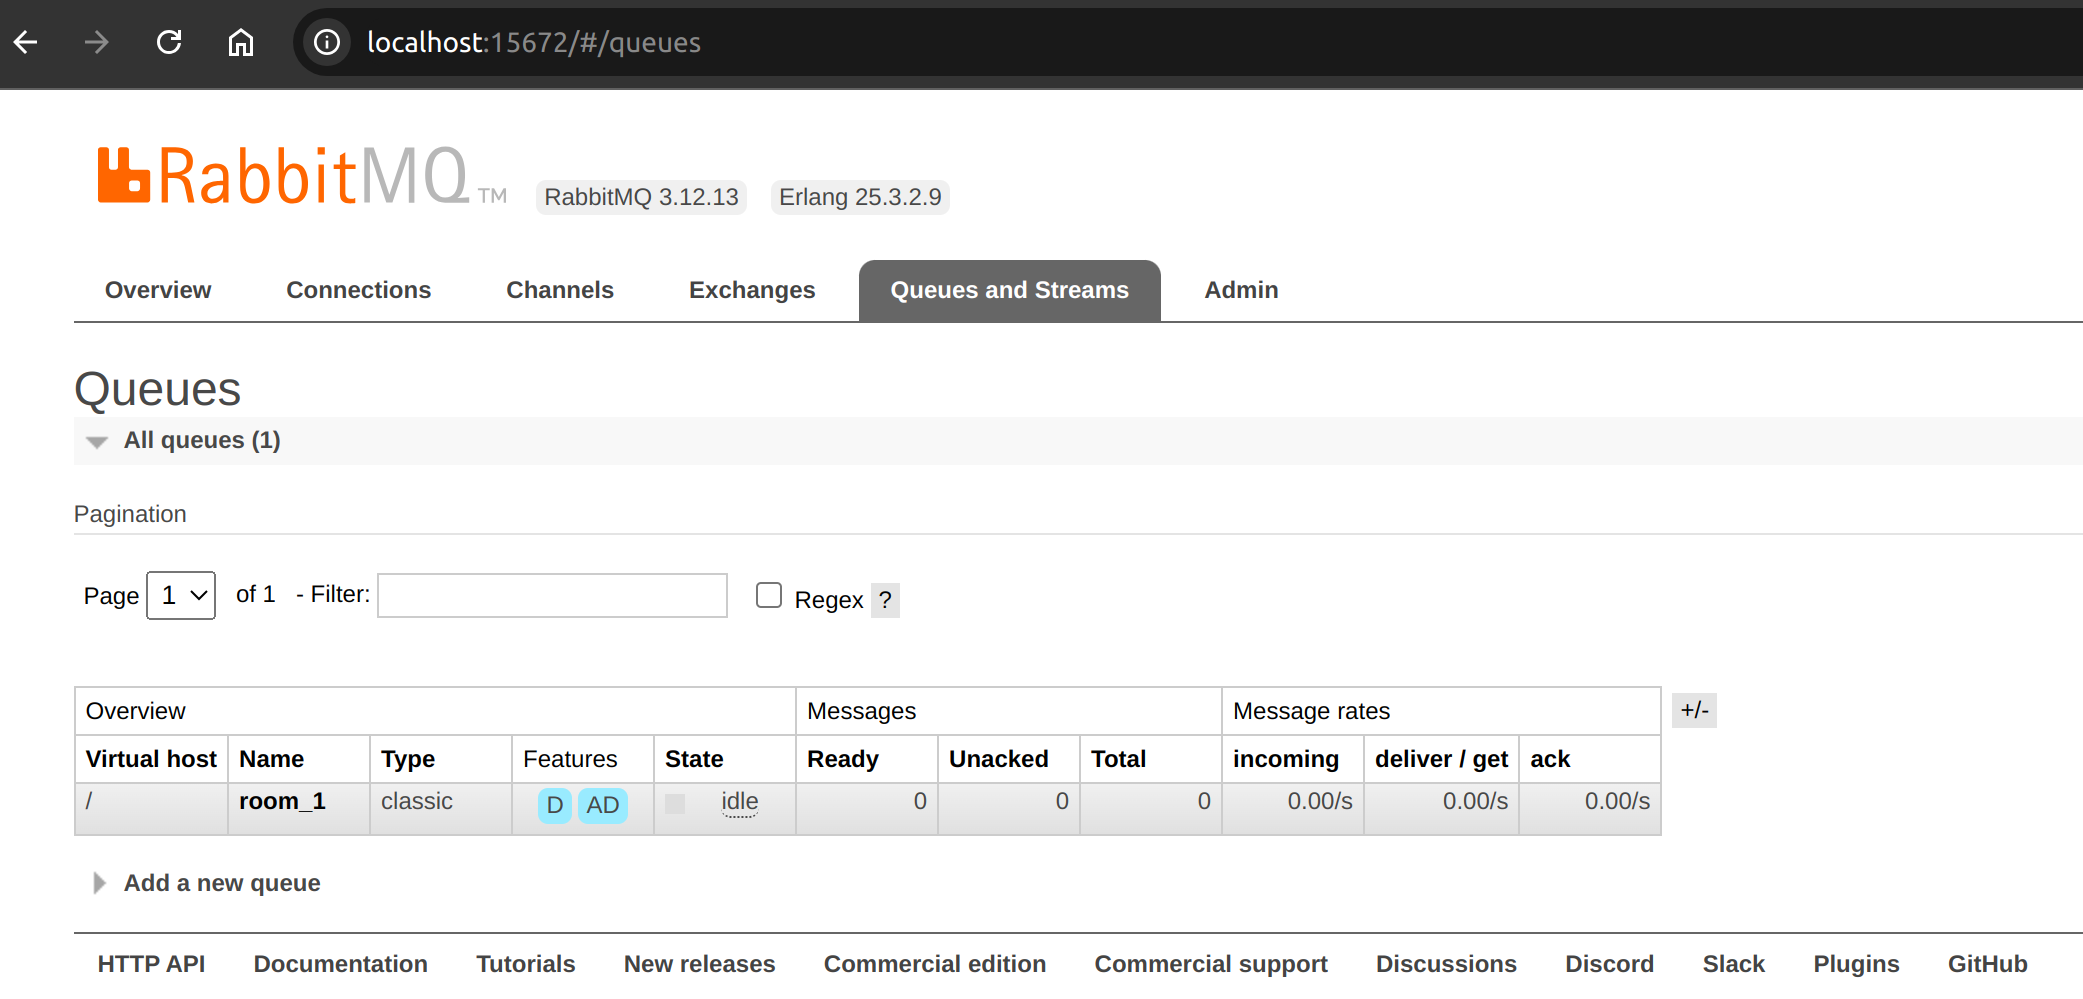 localhost:15672/#/queues
RabbitMQ™ RabbitMQ 3.12.13 Erlang 25.3.2.9
Overview Connections Channels Exchanges Queues and Streams Admin
Queues
All queues (1)
Pagination
Page 1 of 1 - Filter: Regex ?
Overview Messages Message rates +/-
Virtual host Name Type Features State Ready Unacked Total incoming deliver / get ack
/ room_1 classic D AD idle 0 0 0 0.00/s 0.00/s 0.00/s
Add a new queue
HTTP API Documentation Tutorials New releases Commercial edition Commercial support Discussions Discord Slack Plugins GitHub